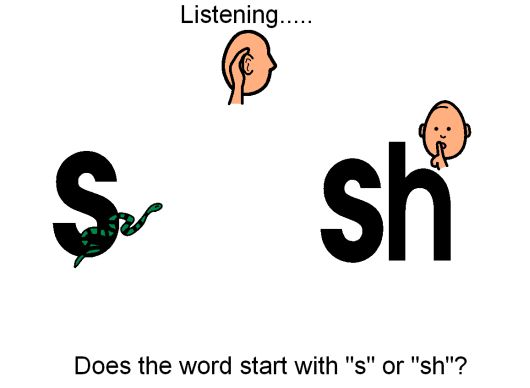 Listening.....
s sh
Does the word start with "s" or "sh"?